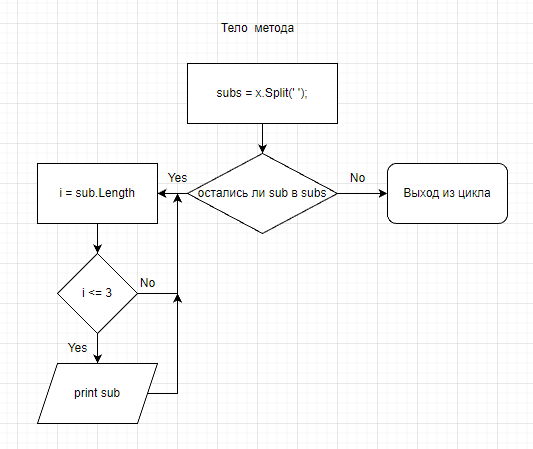 Тело метода
subs = x.Split(' ');
Yes
остались ли sub в subs
No
Выход из цикла
i = sub.Length
i <= 3
No
Yes
print sub